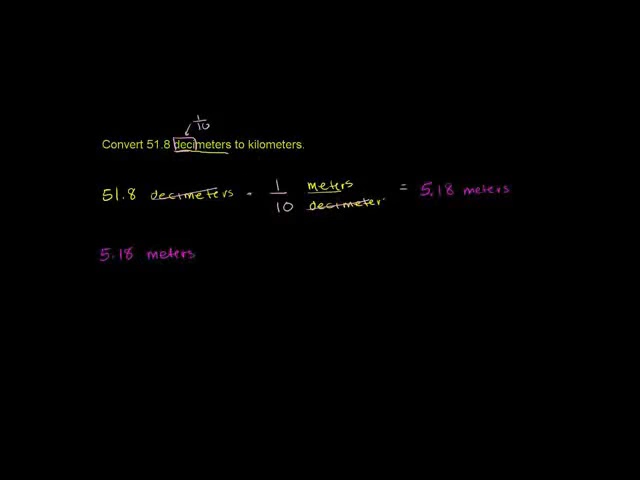 1
10
Convert 51.8 decimeters to kilometers.
51.8 decimeters · 1 meters = 5.18 meters
10 decimeter
5.18 meters